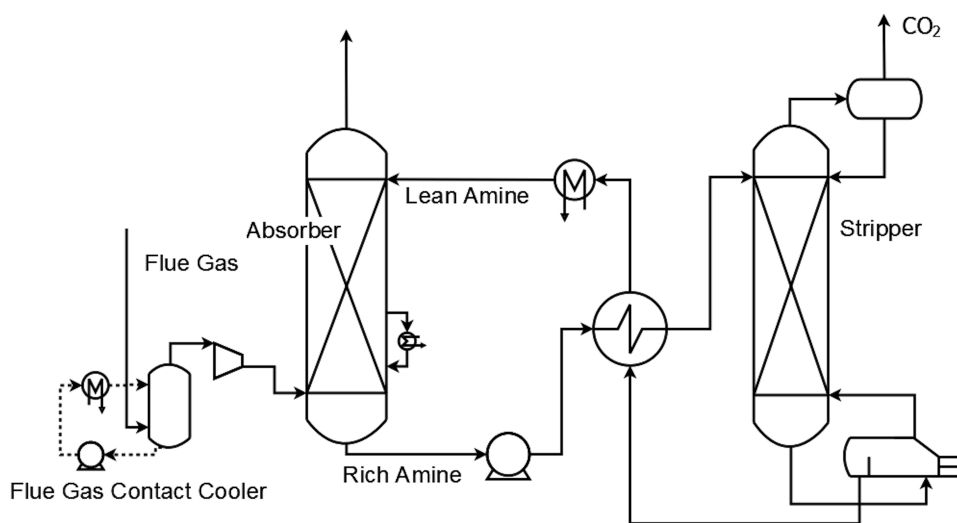 CO₂
Lean Amine
Absorber
Stripper
Flue Gas
Rich Amine
Flue Gas Contact Cooler